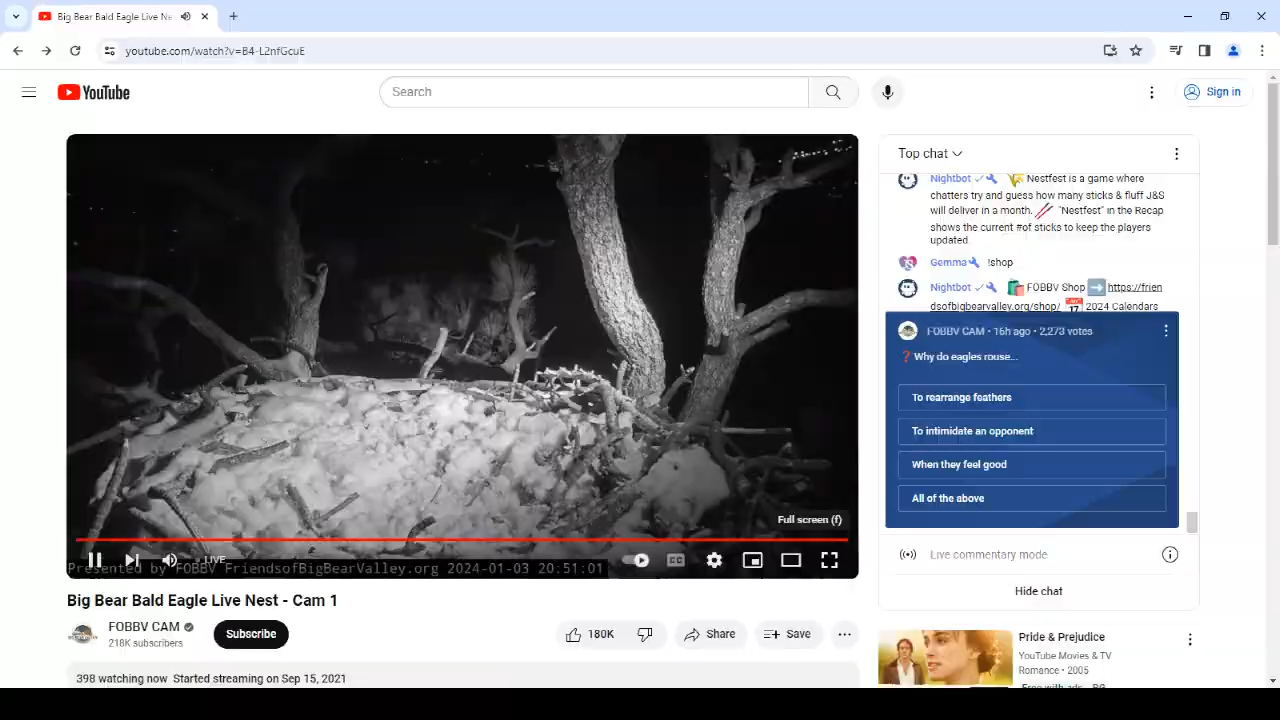 Big Bear Bald Eagle Live Ne
youtube.com/watch?v=B4-L2nfGcuE
YouTube
Search
Sign in
Full screen (f)
LIVE
CC
Presented by FOBBV FriendsofBigBearValley.org 2024-01-03 20:51:01
Big Bear Bald Eagle Live Nest - Cam 1
FOBBV CAM
218K subscribers
Subscribe
180K
Share
Save
398 watching now Started streaming on Sep 15, 2021
Top chat
Nightbot Nestfest is a game where
chatters try and guess how many sticks & fluff J&S
will deliver in a month. "Nestfest" in the Recap
shows the current #of sticks to keep the players
updated.
Gemma !shop
Nightbot FOBBV Shop https://frien
dsofbigbearvalley.org/shop/ 2024 Calendars
FOBBV CAM • 16h ago • 2,273 votes
❓Why do eagles rouse...
To rearrange feathers
To intimidate an opponent
When they feel good
All of the above
Live commentary mode
Hide chat
Pride & Prejudice
YouTube Movies & TV
Romance • 2005
Free with ads
PG